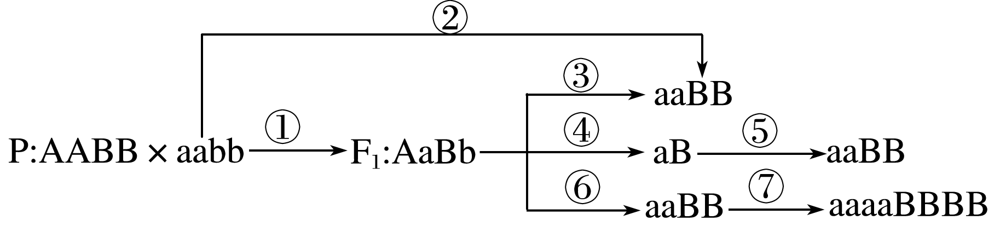 ②
③ aaBB
P:AABB × aabb ① F₁:AaBb ④ aB ⑤ aaBB
⑥ aaBB ⑦ aaaaBBBB